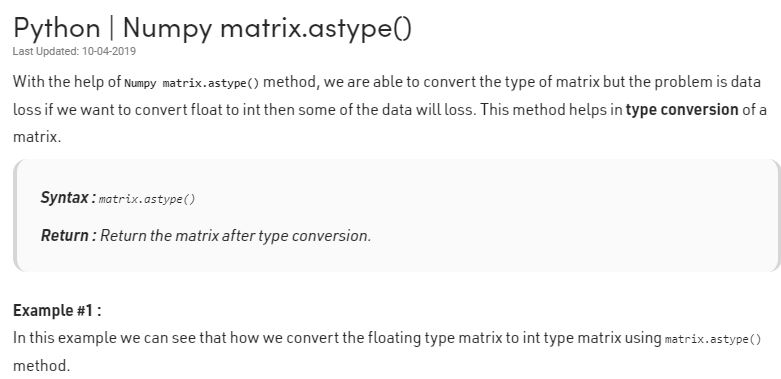 Python | Numpy matrix.astype()
Last Updated: 10-04-2019
With the help of Numpy matrix.astype() method, we are able to convert the type of matrix but the problem is data
loss if we want to convert float to int then some of the data will loss. This method helps in type conversion of a
matrix.
Syntax : matrix.astype()
Return : Return the matrix after type conversion.
Example #1 :
In this example we can see that how we convert the floating type matrix to int type matrix using matrix.astype()
method.